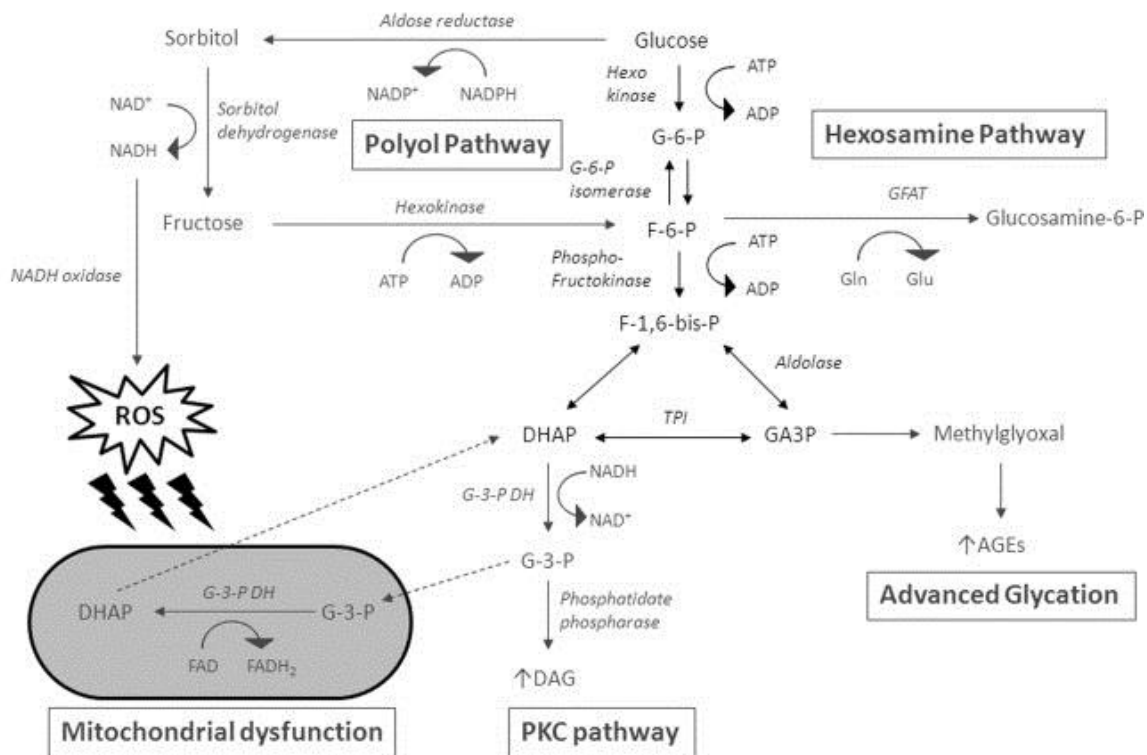 Aldose reductase
Sorbitol
Glucose
NADP⁺
NADPH
Hexo
kinase
ATP
ADP
NAD⁺
NADH
Sorbitol
dehydrogenase
Polyol Pathway
G-6-P
Hexosamine Pathway
G-6-P
isomerase
Fructose
Hexokinase
ATP
ADP
F-6-P
GFAT
Glucosamine-6-P
Gln
Glu
NADH oxidase
Phospho-
Fructokinase
ATP
ADP
F-1,6-bis-P
Aldolase
ROS
DHAP
TPI
GA3P
Methylglyoxal
G-3-P DH
NADH
NAD⁺
↑AGEs
Advanced Glycation
G-3-P
DHAP
G-3-P DH
G-3-P
FAD
FADH₂
Phosphatidate
phospharase
↑DAG
Mitochondrial dysfunction
PKC pathway